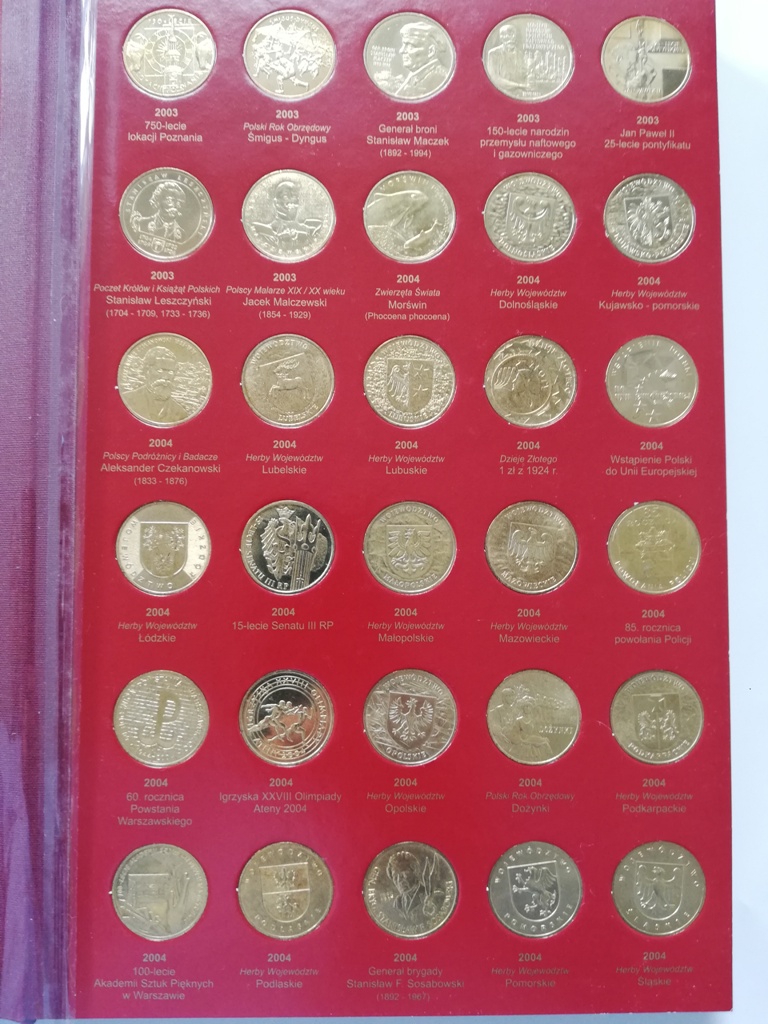 2003
750-lecie
lokacji Poznania
2003
Polski Rok Obrzędowy
Śmigus - Dyngus
2003
Generał broni
Stanisław Maczek
(1892 - 1994)
2003
150-lecie narodzin
przemysłu naftowego
i gazowniczego
2003
Jan Paweł II
25-lecie pontyfikatu
2003
Poczet Królów i Książąt Polskich
Stanisław Leszczyński
(1704 - 1709, 1733 - 1736)
2003
Polscy Malarze XIX / XX wieku
Jacek Malczewski
(1854 - 1929)
2004
Zwierzęta Świata
Morświn
(Phocoena phocoena)
2004
Herby Województw
Dolnośląskie
2004
Herby Województw
Kujawsko - pomorskie
2004
Polscy Podróżnicy i Badacze
Aleksander Czekanowski
(1833 - 1876)
2004
Herby Województw
Lubelskie
2004
Herby Województw
Lubuskie
2004
Dzieje Złotego
1 zł z 1924 r.
2004
Wstąpienie Polski
do Unii Europejskiej
2004
Herby Województw
Łódzkie
2004
15-lecie Senatu III RP
2004
Herby Województw
Małopolskie
2004
Herby Województw
Mazowieckie
2004
85. rocznica
powołania Policji
2004
60. rocznica
Powstania
Warszawskiego
2004
Igrzyska XXVIII Olimpiady
Ateny 2004
2004
Herby Województw
Opolskie
2004
Polski Rok Obrzędowy
Dożynki
2004
Herby Województw
Podkarpackie
2004
100-lecie
Akademii Sztuk Pięknych
w Warszawie
2004
Herby Województw
Podlaskie
2004
Generał brygady
Stanisław F. Sosabowski
(1892 - 1967)
2004
Herby Województw
Pomorskie
2004
Herby Województw
Śląskie